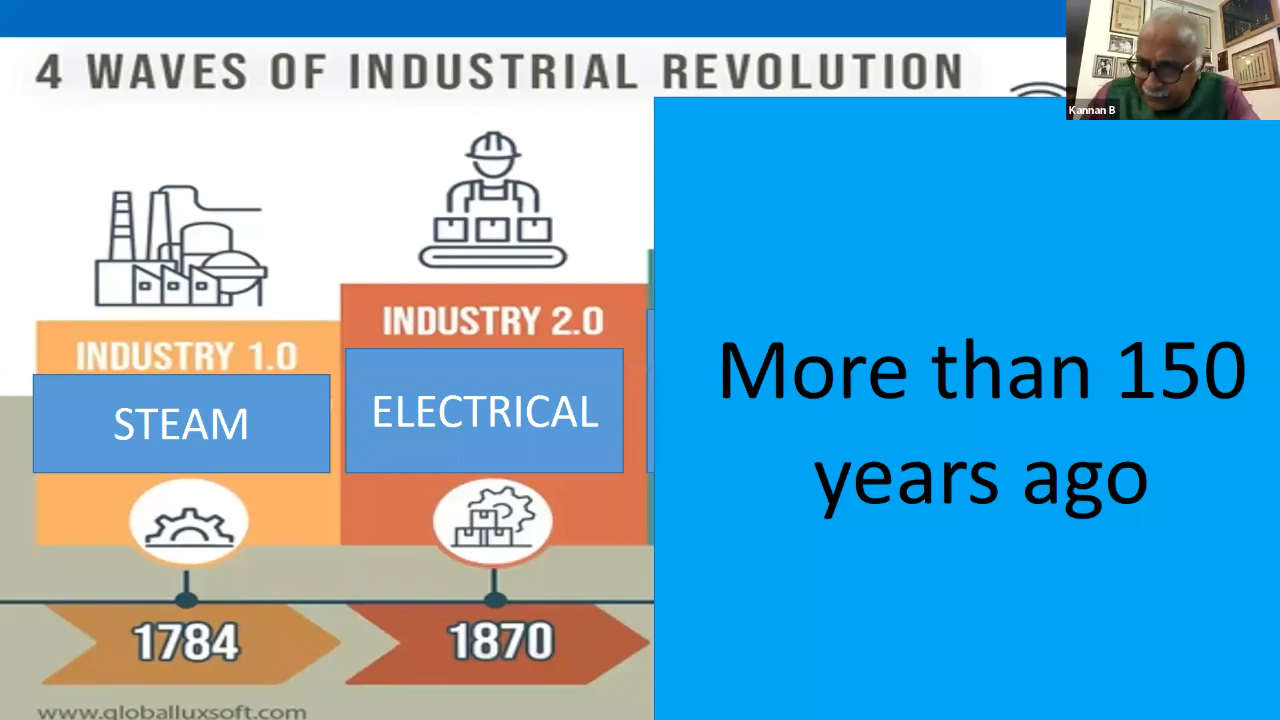 4 WAVES OF INDUSTRIAL REVOLUTION
Kannan B
INDUSTRY 1.0
INDUSTRY 2.0
STEAM
ELECTRICAL
More than 150
years ago
1784
1870
www.globalluxsoft.com